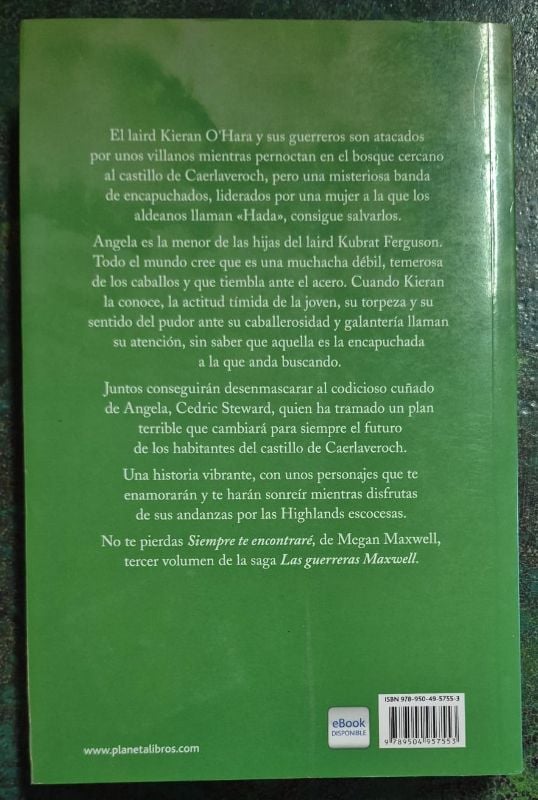 El laird Kieran O'Hara y sus guerreros son atacados
por unos villanos mientras pernoctan en el bosque cercano
al castillo de Caerlaveroch, pero una misteriosa banda
de encapuchados, liderados por una mujer a la que los
aldeanos llaman «Hada», consigue salvarlos.
Angela es la menor de las hijas del laird Kubrat Ferguson.
Todo el mundo cree que es una muchacha débil, temerosa
de los caballos y que tiembla ante el acero. Cuando Kieran
la conoce, la actitud tímida de la joven, su torpeza y su
sentido del pudor ante su caballerosidad y galantería llaman
su atención, sin saber que aquella es la encapuchada
a la que anda buscando.
Juntos conseguirán desenmascarar al codicioso cuñado
de Angela, Cedric Steward, quien ha tramado un plan
terrible que cambiará para siempre el futuro
de los habitantes del castillo de Caerlaveroch.
Una historia vibrante, con unos personajes que te
enamorarán y te harán sonreír mientras disfrutas
de sus andanzas por las Highlands escocesas.
No te pierdas Siempre te encontraré, de Megan Maxwell,
tercer volumen de la saga Las guerreras Maxwell.
ISBN 978-950-49-5755-3
eBook
DISPONIBLE
9 789504 957553
www.planetalibros.com